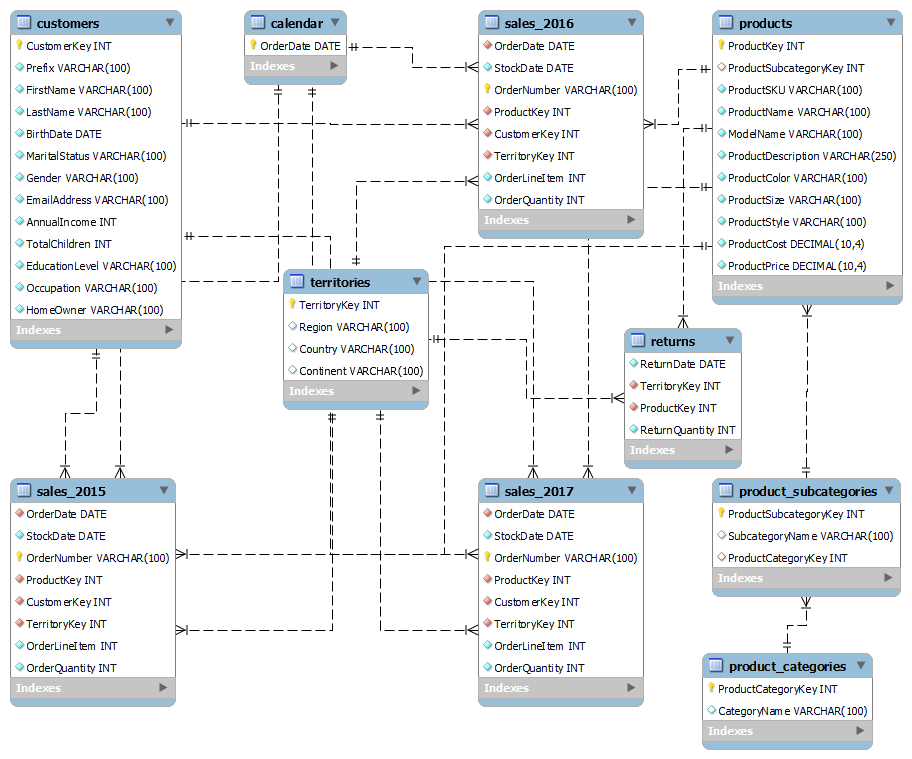 customers
CustomerKey INT
Prefix VARCHAR(100)
FirstName VARCHAR(100)
LastName VARCHAR(100)
BirthDate DATE
MaritalStatus VARCHAR(100)
Gender VARCHAR(100)
EmailAddress VARCHAR(100)
AnnualIncome INT
TotalChildren INT
EducationLevel VARCHAR(100)
Occupation VARCHAR(100)
HomeOwner VARCHAR(100)
Indexes
calendar
OrderDate DATE
Indexes
sales_2016
OrderDate DATE
StockDate DATE
OrderNumber VARCHAR(100)
ProductKey INT
CustomerKey INT
TerritoryKey INT
OrderLineItem INT
OrderQuantity INT
Indexes
products
ProductKey INT
ProductSubcategoryKey INT
ProductSKU VARCHAR(100)
ProductName VARCHAR(100)
ModelName VARCHAR(100)
ProductDescription VARCHAR(250)
ProductColor VARCHAR(100)
ProductSize VARCHAR(100)
ProductStyle VARCHAR(100)
ProductCost DECIMAL(10,4)
ProductPrice DECIMAL(10,4)
Indexes
territories
TerritoryKey INT
Region VARCHAR(100)
Country VARCHAR(100)
Continent VARCHAR(100)
Indexes
returns
ReturnDate DATE
TerritoryKey INT
ProductKey INT
ReturnQuantity INT
Indexes
sales_2015
OrderDate DATE
StockDate DATE
OrderNumber VARCHAR(100)
ProductKey INT
CustomerKey INT
TerritoryKey INT
OrderLineItem INT
OrderQuantity INT
Indexes
sales_2017
OrderDate DATE
StockDate DATE
OrderNumber VARCHAR(100)
ProductKey INT
CustomerKey INT
TerritoryKey INT
OrderLineItem INT
OrderQuantity INT
Indexes
product_subcategories
ProductSubcategoryKey INT
SubcategoryName VARCHAR(100)
ProductCategoryKey INT
Indexes
product_categories
ProductCategoryKey INT
CategoryName VARCHAR(100)
Indexes